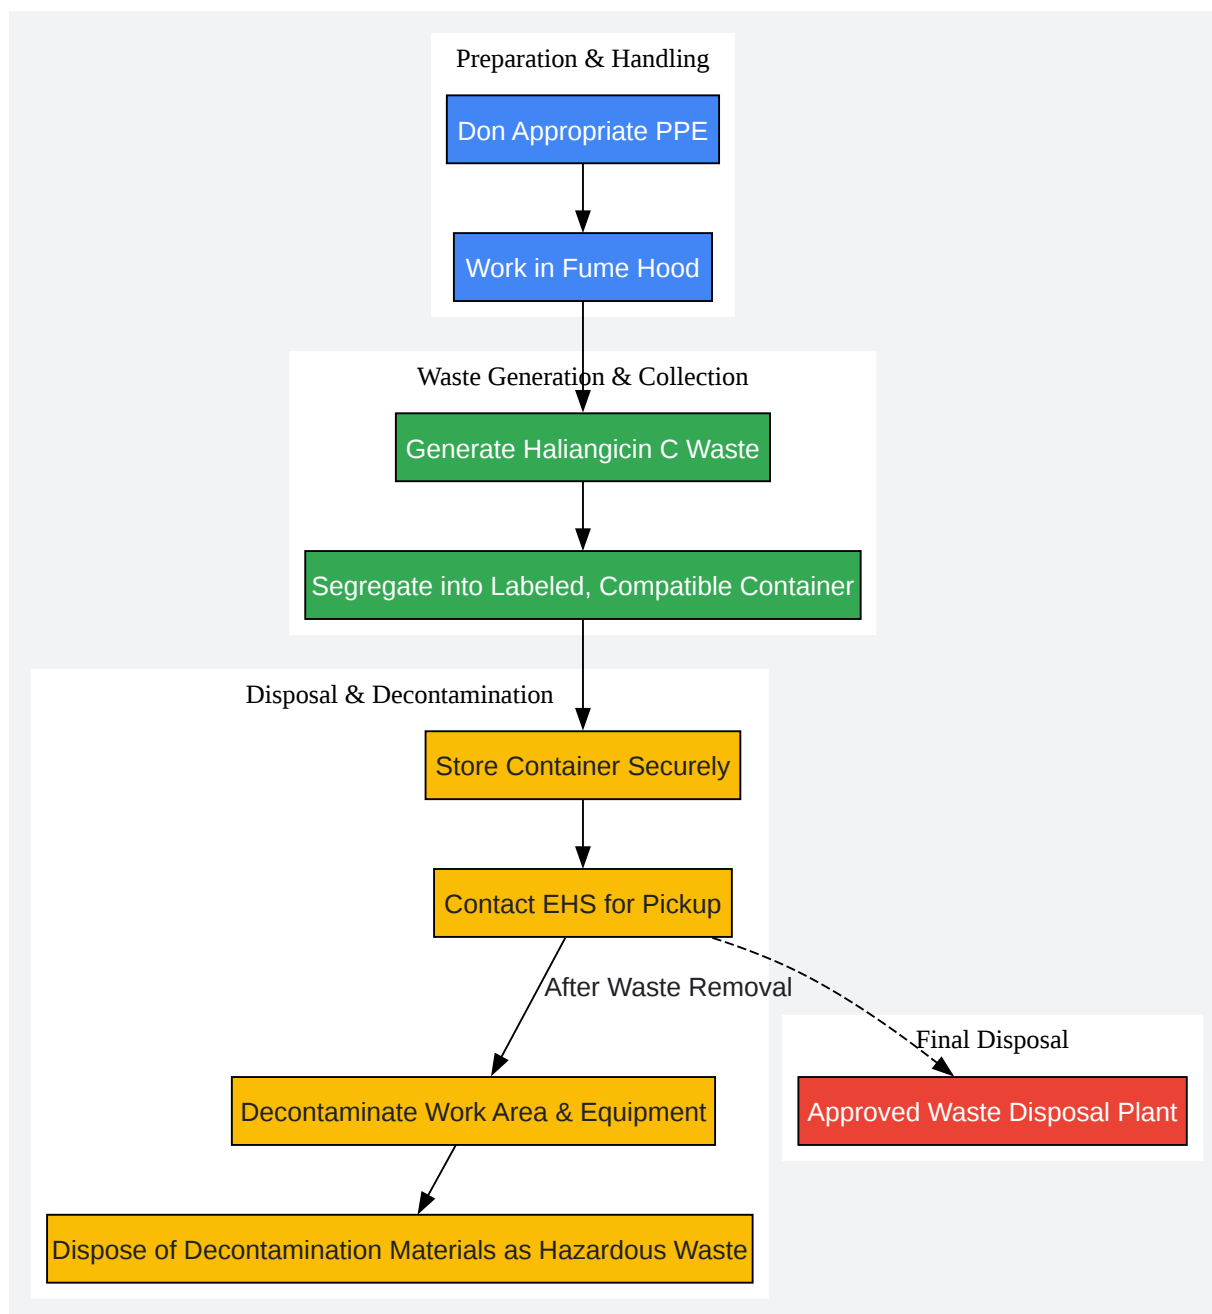 Preparation & Handling
Don Appropriate PPE
Work in Fume Hood
Waste Generation & Collection
Generate Haliangicin C Waste
Segregate into Labeled, Compatible Container
Disposal & Decontamination
Store Container Securely
Contact EHS for Pickup
After Waste Removal
Final Disposal
Decontaminate Work Area & Equipment
Approved Waste Disposal Plant
Dispose of Decontamination Materials as Hazardous Waste